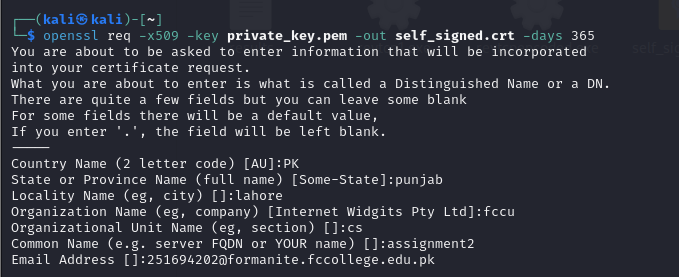 ┌──(kali㉿kali)-[~]
└─$ openssl req -x509 -key private_key.pem -out self_signed.crt -days 365
You are about to be asked to enter information that will be incorporated
into your certificate request.
What you are about to enter is what is called a Distinguished Name or a DN.
There are quite a few fields but you can leave some blank
For some fields there will be a default value,
If you enter '.', the field will be left blank.
-----
Country Name (2 letter code) [AU]:PK
State or Province Name (full name) [Some-State]:punjab
Locality Name (eg, city) []:lahore
Organization Name (eg, company) [Internet Widgits Pty Ltd]:fccu
Organizational Unit Name (eg, section) []:cs
Common Name (e.g. server FQDN or YOUR name) []:assignment2
Email Address []:251694202@formanite.fccollege.edu.pk